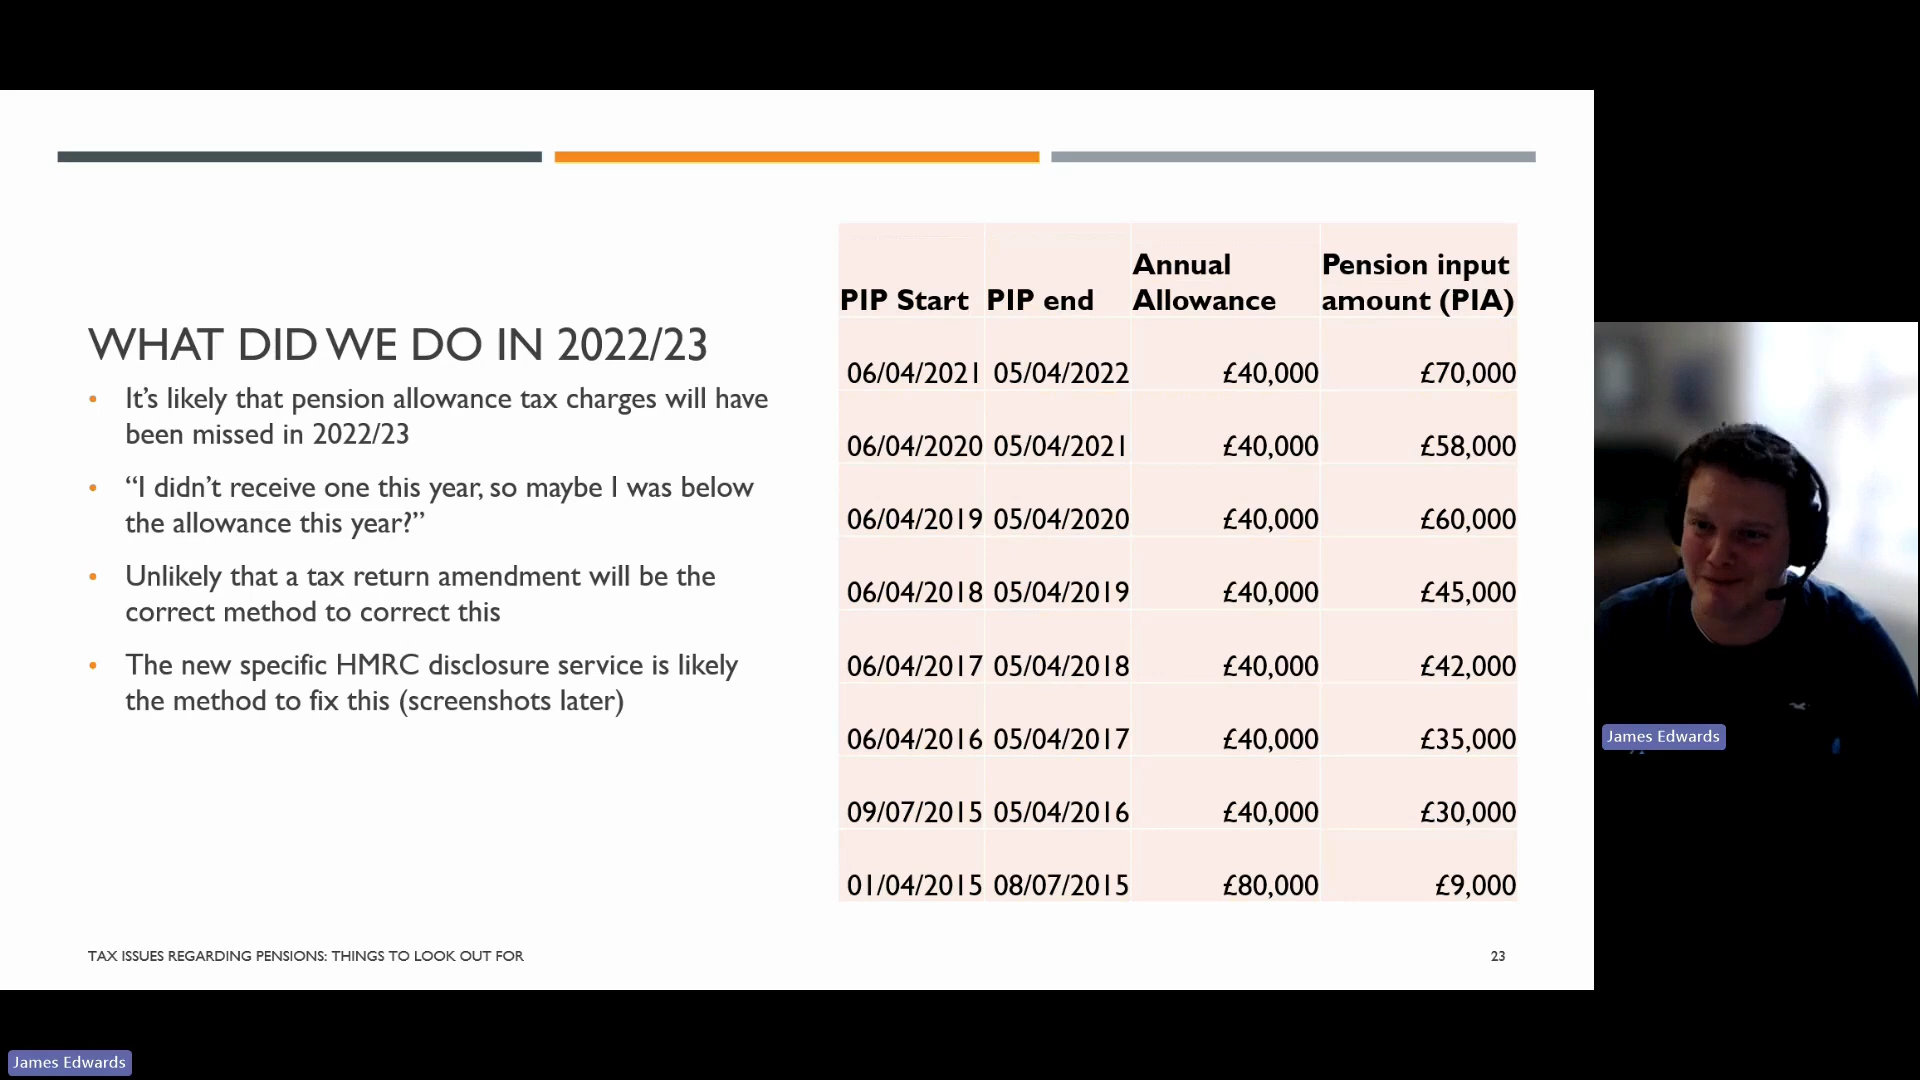 WHAT DID WE DO IN 2022/23
• It’s likely that pension allowance tax charges will have
been missed in 2022/23
• “I didn’t receive one this year, so maybe I was below
the allowance this year?”
• Unlikely that a tax return amendment will be the
correct method to correct this
• The new specific HMRC disclosure service is likely
the method to fix this (screenshots later)
Annual Pension input
PIP Start PIP end Allowance amount (PIA)
06/04/2021 05/04/2022 £40,000 £70,000
06/04/2020 05/04/2021 £40,000 £58,000
06/04/2019 05/04/2020 £40,000 £60,000
06/04/2018 05/04/2019 £40,000 £45,000
06/04/2017 05/04/2018 £40,000 £42,000
06/04/2016 05/04/2017 £40,000 £35,000
09/07/2015 05/04/2016 £40,000 £30,000
01/04/2015 08/07/2015 £80,000 £9,000
TAX ISSUES REGARDING PENSIONS: THINGS TO LOOK OUT FOR
23
James Edwards
James Edwards